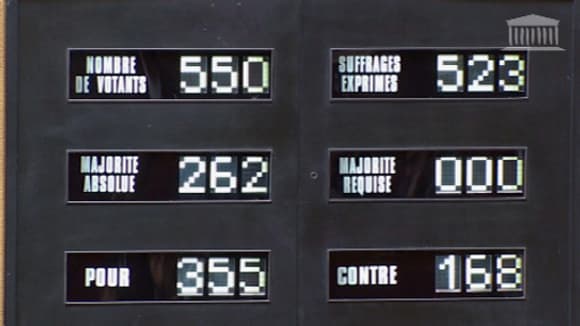 NOMBRE
DE VOTANTS
550
SUFFRAGES
EXPRIMES
523
MAJORITE
ABSOLUE
262
MAJORITE
REQUISE
000
POUR
355
CONTRE
168